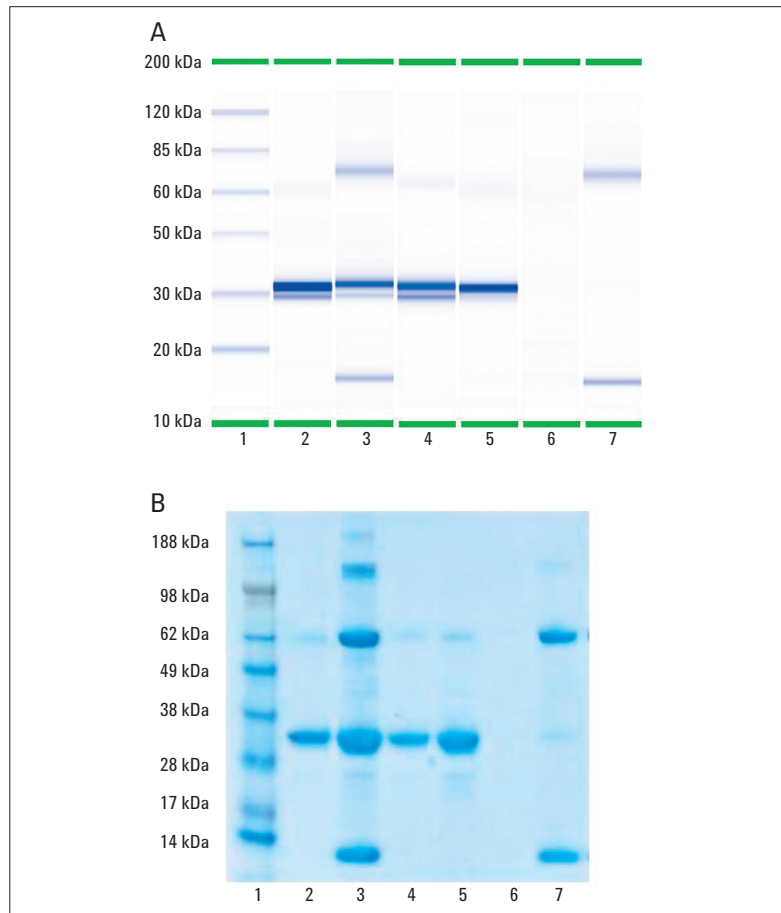 A
200 kDa
120 kDa
85 kDa
60 kDa
50 kDa
30 kDa
20 kDa
10 kDa
1 2 3 4 5 6 7
B
188 kDa
98 kDa
62 kDa
49 kDa
38 kDa
28 kDa
17 kDa
14 kDa
1 2 3 4 5 6 7